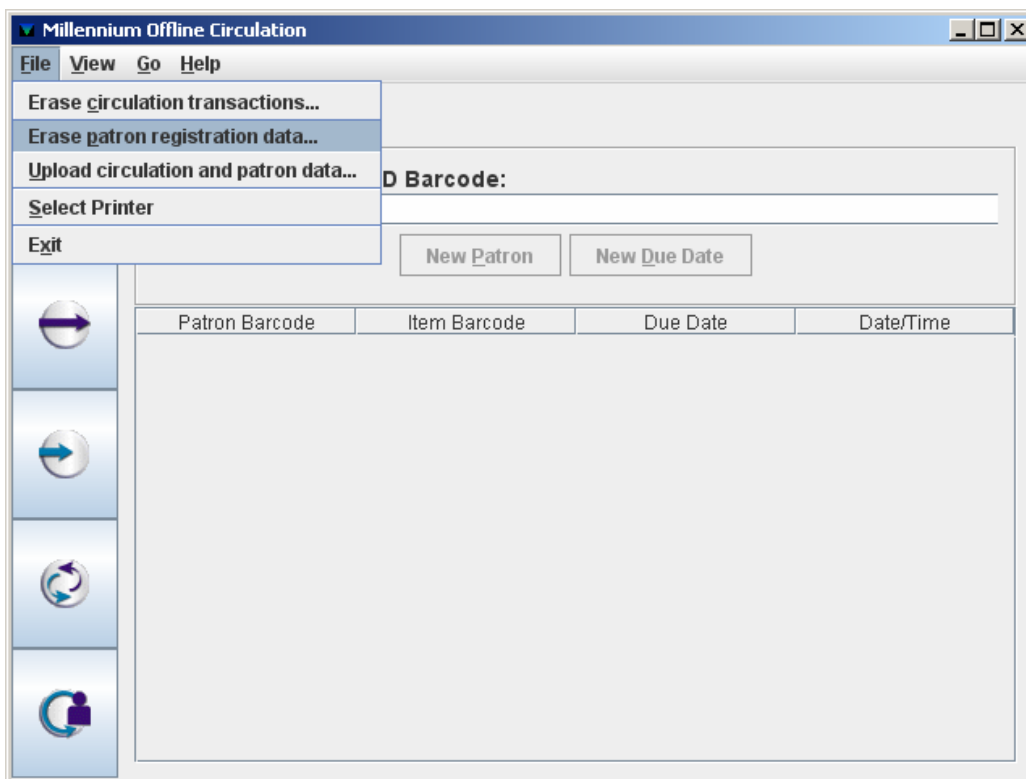 Millennium Offline Circulation
File View Go Help
Erase circulation transactions...
Erase patron registration data...
Upload circulation and patron data...
Select Printer
Exit
D Barcode:
New Patron New Due Date
Patron Barcode Item Barcode Due Date Date/Time